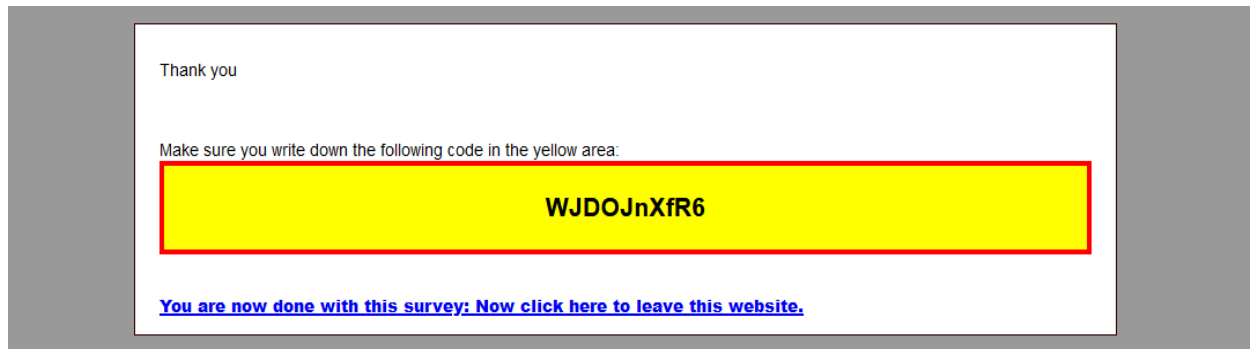 Thank you
Make sure you write down the following code in the yellow area:
WJDOJnXfR6
You are now done with this survey: Now click here to leave this website.